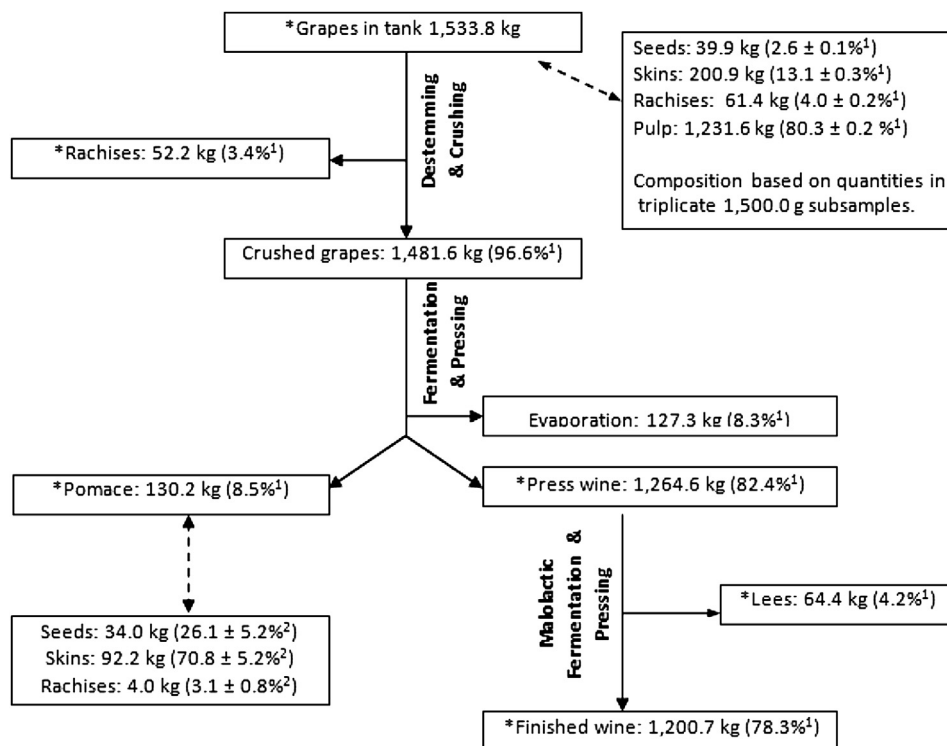 *Grapes in tank 1,533.8 kg
Seeds: 39.9 kg (2.6 ± 0.1%¹)
Skins: 200.9 kg (13.1 ± 0.3%¹)
Rachises: 61.4 kg (4.0 ± 0.2%¹)
Pulp: 1,231.6 kg (80.3 ± 0.2 %¹)
Composition based on quantities in
triplicate 1,500.0 g subsamples.
Destemming
& Crushing
*Rachises: 52.2 kg (3.4%¹)
Crushed grapes: 1,481.6 kg (96.6%¹)
Fermentation
& Pressing
Evaporation: 127.3 kg (8.3%¹)
*Pomace: 130.2 kg (8.5%¹)
*Press wine: 1,264.6 kg (82.4%¹)
Malolactic
Fermentation &
Pressing
*Lees: 64.4 kg (4.2%¹)
Seeds: 34.0 kg (26.1 ± 5.2%²)
Skins: 92.2 kg (70.8 ± 5.2%²)
Rachises: 4.0 kg (3.1 ± 0.8%²)
*Finished wine: 1,200.7 kg (78.3%¹)